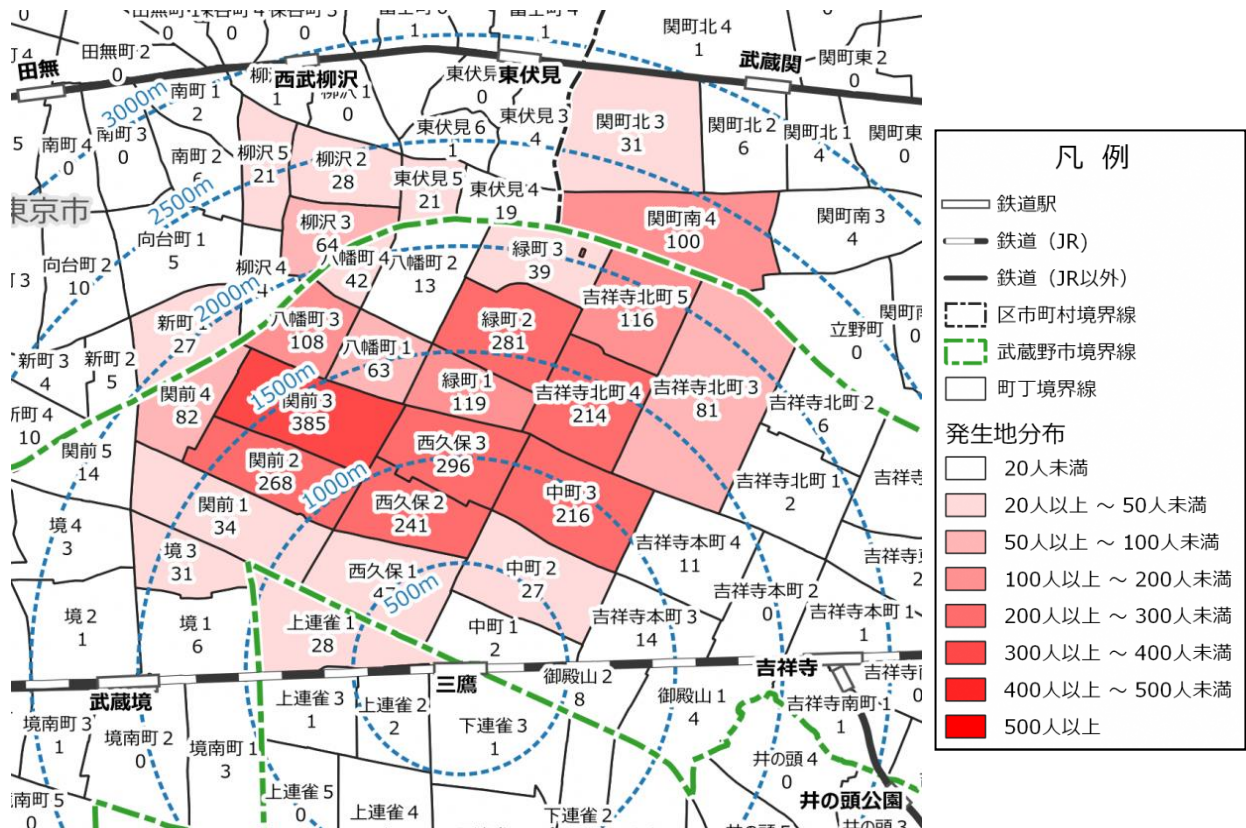 関町北 4
1
田無町 2
0
田無
西武柳沢
東伏見
武蔵関
関町東 2
0
3000m
南町 1
2
柳沢 1
0
東伏見 3
4
関町北 3
31
関町北 2
6
関町北 1
4
南町 4
0
南町 3
0
南町 2
柳沢 5
21
柳沢 2
28
東伏見 6
1
東伏見 5
21
東伏見 4
19
2500m
向台町 1
5
柳沢 3
64
関町南 4
100
関町南 3
4
向台町 2
10
柳沢 4
2000m
八幡町 4
42
八幡町 2
13
緑町 3
39
吉祥寺北町 5
116
立野町
0
新町 3
4
新町 2
5
27
八幡町 3
108
八幡町 1
63
緑町 2
281
1500m
関前 4
82
関前 3
385
緑町 1
119
吉祥寺北町 4
214
吉祥寺北町 3
81
吉祥寺北町 2
6
10
関前 5
14
関前 2
268
西久保 3
296
1000m
関前 1
34
西久保 2
241
中町 3
216
吉祥寺北町 1
2
境 4
3
境 3
31
西久保 1
500m
中町 2
27
吉祥寺本町 4
11
吉祥寺本町 2
0
境 2
1
境 1
6
上連雀 1
28
中町 1
2
吉祥寺本町 3
14
吉祥寺本町 1
1
武蔵境
三鷹
吉祥寺
境南町 3
1
境南町 2
0
境南町 1
3
上連雀 3
1
上連雀 2
2
下連雀 3
1
御殿山 2
8
御殿山 1
4
吉祥寺南町 1
1
井の頭 4
0
上連雀 5
0
上連雀 4
下連雀 2
井の頭公園
井の頭 3
凡 例
鉄道駅
鉄道（JR）
鉄道（JR以外）
区市町村境界線
武蔵野市境界線
町丁境界線
発生地分布
20人未満
20人以上 ～ 50人未満
50人以上 ～ 100人未満
100人以上 ～ 200人未満
200人以上 ～ 300人未満
300人以上 ～ 400人未満
400人以上 ～ 500人未満
500人以上